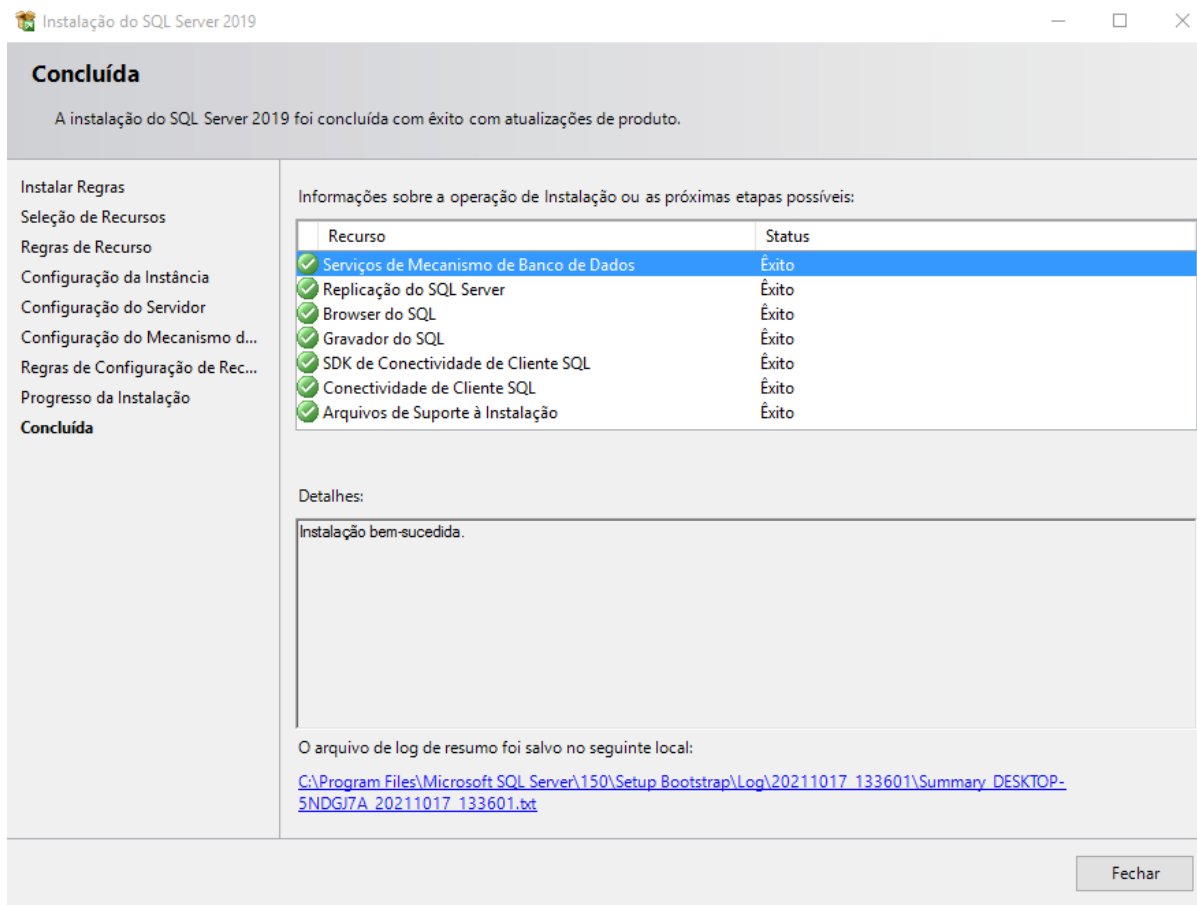 Instalação do SQL Server 2019
Concluída
A instalação do SQL Server 2019 foi concluída com êxito com atualizações de produto.
Instalar Regras
Seleção de Recursos
Regras de Recurso
Configuração da Instância
Configuração do Servidor
Configuração do Mecanismo d...
Regras de Configuração de Rec...
Progresso da Instalação
Concluída
Informações sobre a operação de Instalação ou as próximas etapas possíveis:
Recurso Status
Serviços de Mecanismo de Banco de Dados Êxito
Replicação do SQL Server Êxito
Browser do SQL Êxito
Gravador do SQL Êxito
SDK de Conectividade de Cliente SQL Êxito
Conectividade de Cliente SQL Êxito
Arquivos de Suporte à Instalação Êxito
Detalhes:
Instalação bem-sucedida.
O arquivo de log de resumo foi salvo no seguinte local:
C:\Program Files\Microsoft SQL Server\150\Setup Bootstrap\Log\20211017_133601\Summary_DESKTOP-
5NDGJ7A_20211017_133601.txt
Fechar